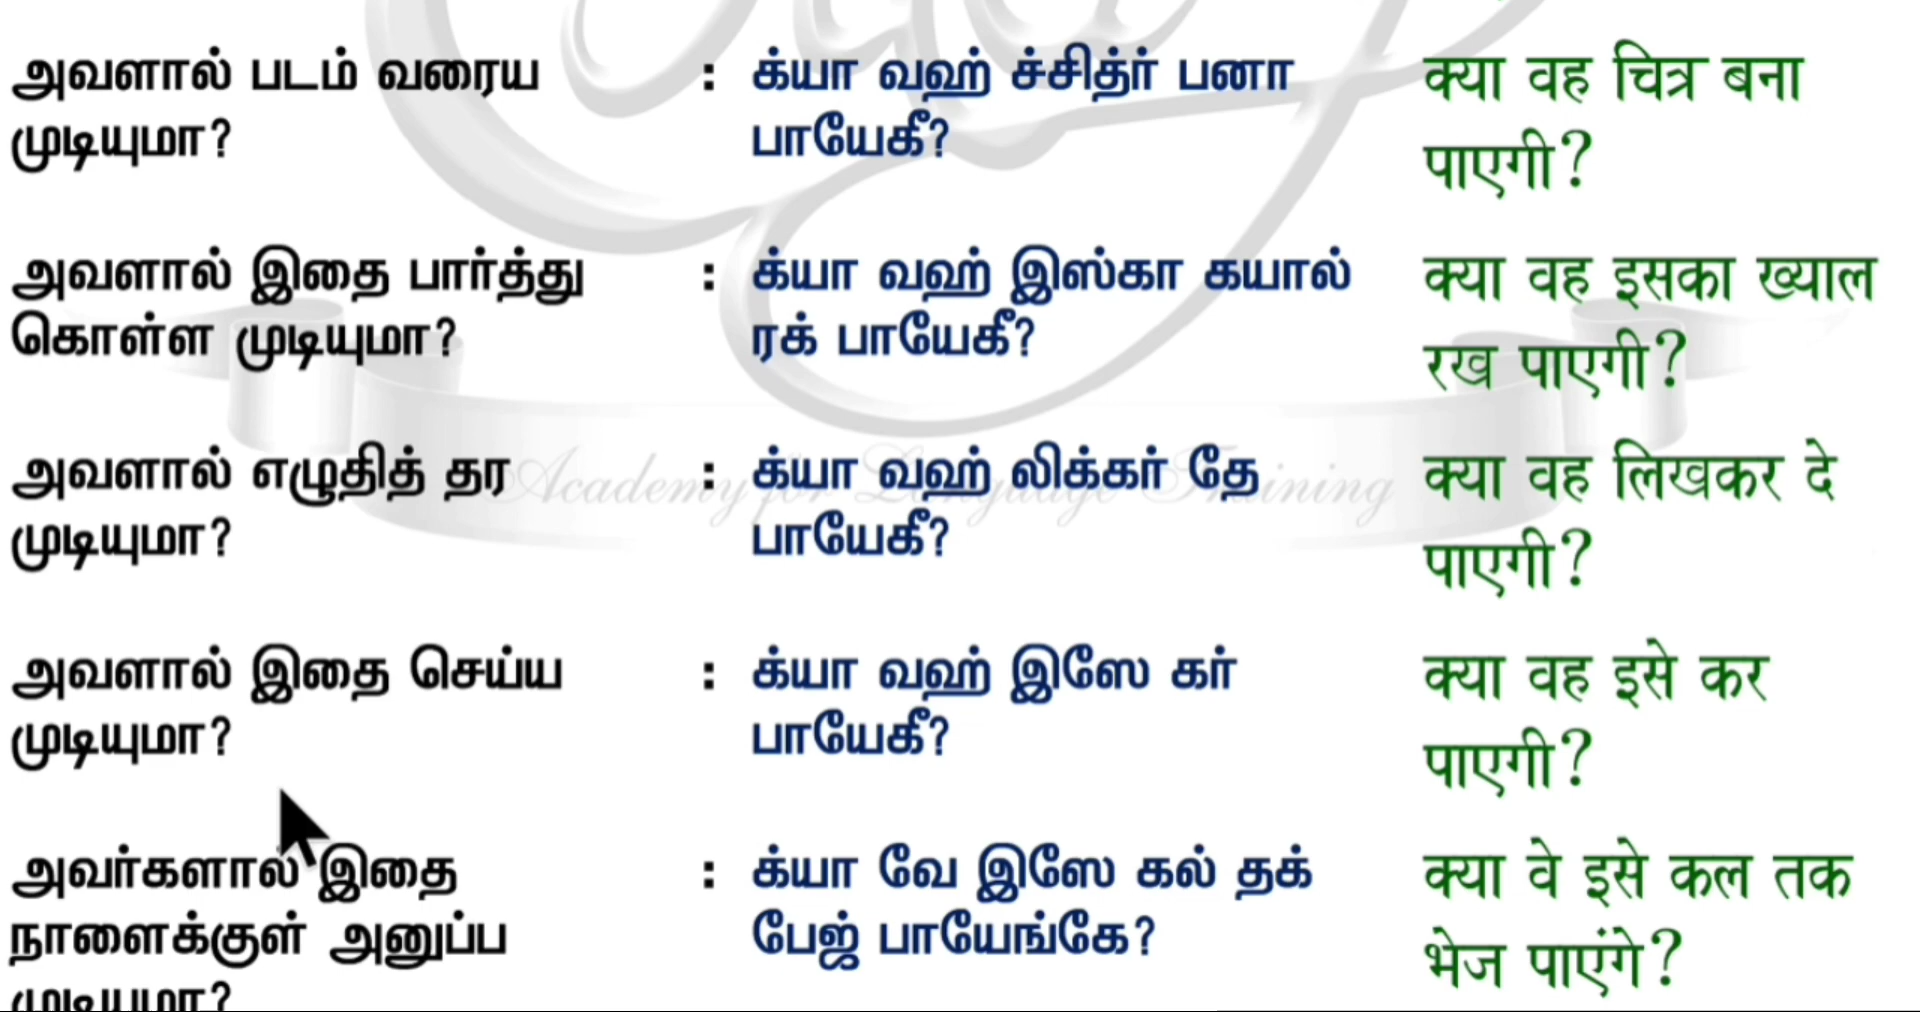 அவளால் படம் வரைய : க்யா வஹ் ச்சித்ர் பனா क्या वह चित्र बना
முடியுமா? பாயேகீ? पाएगी?
அவளால் இதை பார்த்து : க்யா வஹ் இஸ்கா கயால் क्या वह इसका ख्याल
கொள்ள முடியுமா? ரக் பாயேகீ? रख पाएगी?
அவளால் எழுதித் தர : க்யா வஹ் லிக்கர் தே क्या वह लिखकर दे
முடியுமா? பாயேகீ? पाएगी?
Academy for Language Training
அவளால் இதை செய்ய : க்யா வஹ் இஸே கர் क्या वह इसे कर
முடியுமா? பாயேகீ? पाएगी?
அவர்களால் இதை : க்யா வே இஸே கல் தக் क्या वे इसे कल तक
நாளைக்குள் அனுப்ப பேஜ் பாயேங்கே? भेज पाएंगे?
முடியுமா?